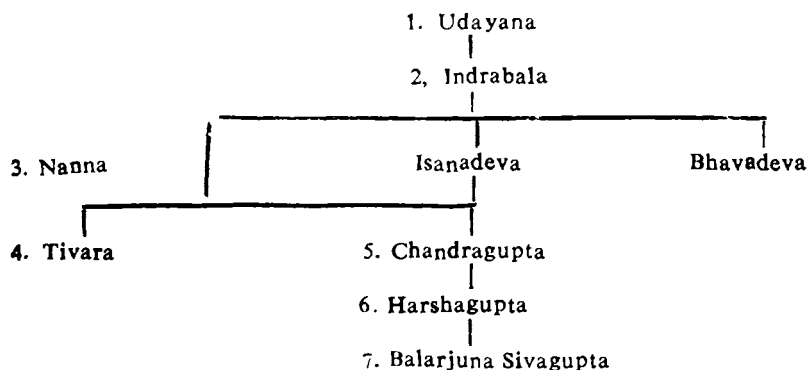 1. Udayana
2, Indrabala
3. Nanna Isanadeva Bhavadeva
4. Tivara 5. Chandragupta
6. Harshagupta
7. Balarjuna Sivagupta